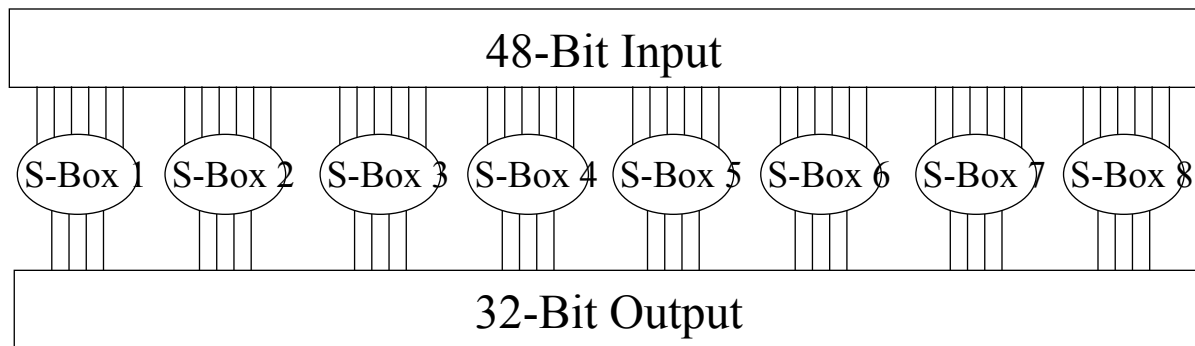 48-Bit Input
S-Box 1 S-Box 2 S-Box 3 S-Box 4 S-Box 5 S-Box 6 S-Box 7 S-Box 8
32-Bit Output